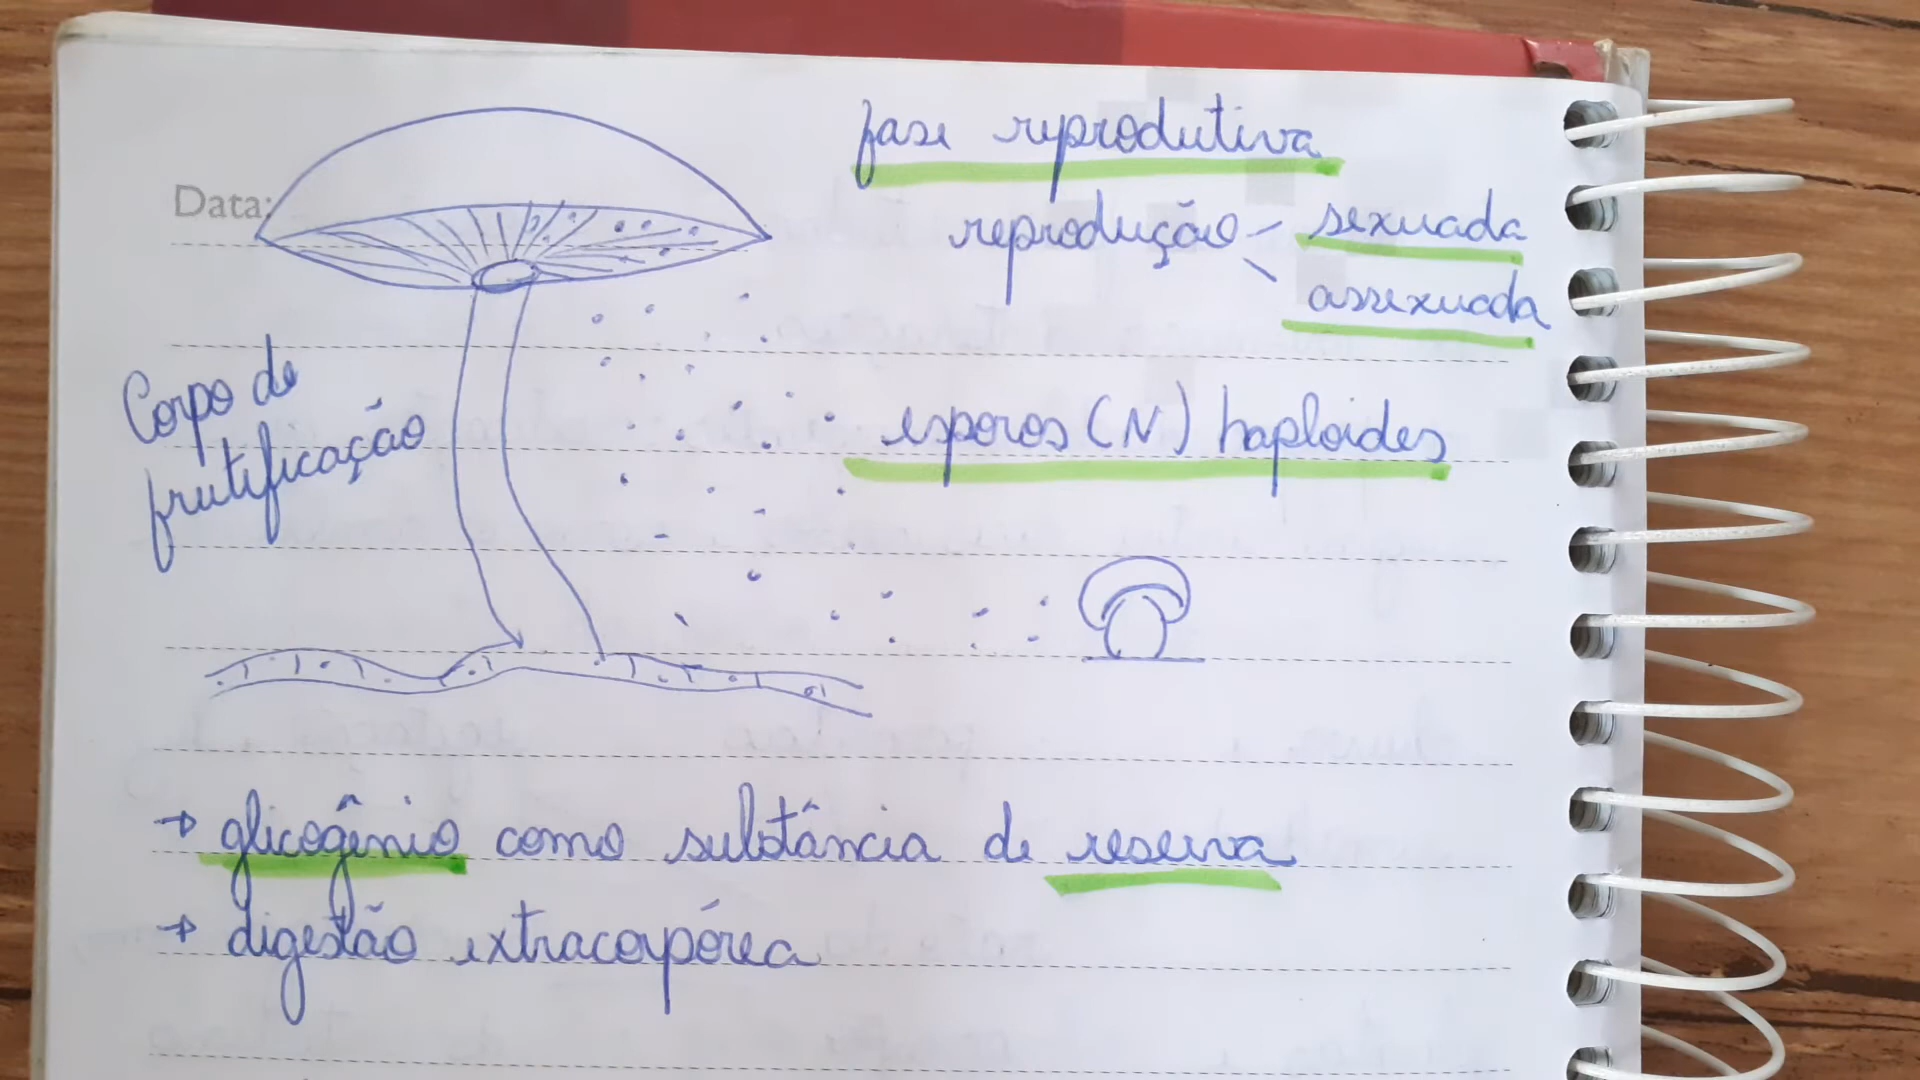 Data:
fase reprodutiva
reprodução sexuada
assexuada
Corpo de
frutificação
esporos (N) haploides
→ glicogênio como substância de reserva
→ digestão extracorpórea